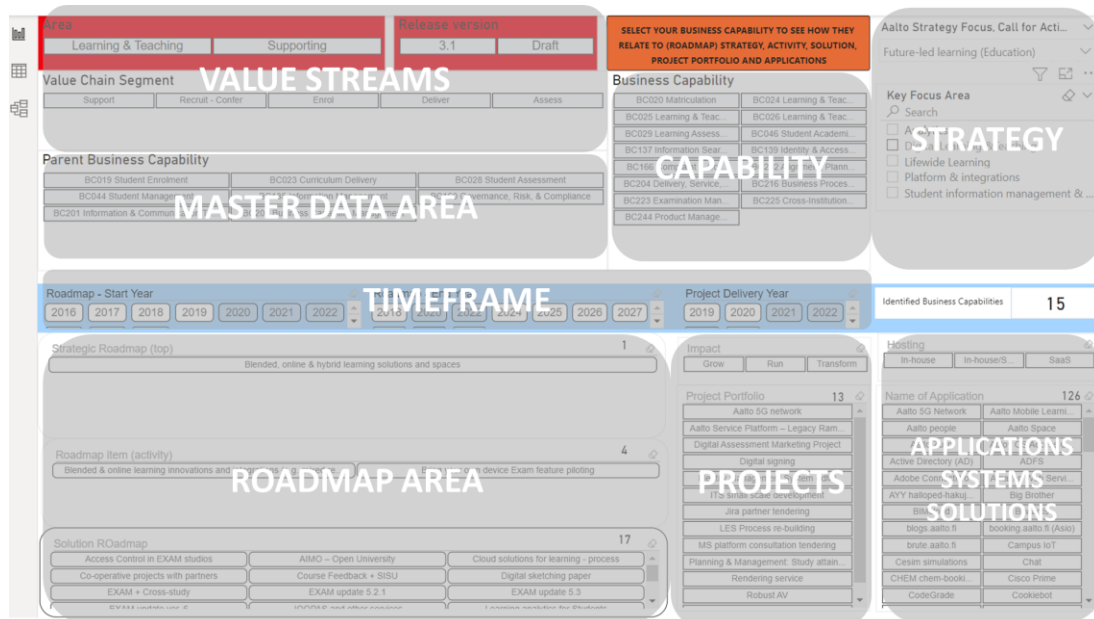 Area
Learning & Teaching
Supporting
Release version
3.1
Draft
VALUE STREAMS
Value Chain Segment
Support
Recruit - Confer
Enrol
Deliver
Assess
Parent Business Capability
BC019 Student Enrolment
BC023 Curriculum Delivery
BC028 Student Assessment
BC044 Student Management
Governance, Risk, & Compliance
BC201 Information & Commun
MASTER DATA AREA
SELECT YOUR BUSINESS CAPABILITY TO SEE HOW THEY
RELATE TO (ROADMAP) STRATEGY, ACTIVITY, SOLUTION,
PROJECT PORTFOLIO AND APPLICATIONS
Business Capability
BC020 Matriculation
BC024 Learning & Teac...
BC025 Learning & Teac...
BC026 Learning & Teac...
BC029 Learning Assess...
BC046 Student Academi...
BC137 Information Sear...
BC139 Identity & Access...
CAPABILITY
BC204 Delivery, Service,...
BC216 Business Proces...
BC223 Examination Man...
BC225 Cross-Institution...
BC244 Product Manage...
Aalto Strategy Focus, Call for Acti...
Future-led learning (Education)
Key Focus Area
Search
STRATEGY
Lifewide Learning
Platform & integrations
Student information management & ...
Roadmap - Start Year
2016 2017 2018 2019 2020 2021 2022
TIMEFRAME
2018 2020 2022 2024 2025 2026 2027
Project Delivery Year
2019 2020 2021 2022
Identified Business Capabilities
15
Strategic Roadmap (top)
1
Blended, online & hybrid learning solutions and spaces
Roadmap item (activity)
4
Blended & online learning innovations and
own device Exam feature piloting
ROADMAP AREA
Solution ROadmap
17
Access Control in EXAM studios
AIMO – Open University
Cloud solutions for learning - process
Co-operative projects with partners
Course Feedback + SISU
Digital sketching paper
EXAM + Cross-study
EXAM update 5.2.1
EXAM update 5.3
Impact
Grow
Run
Transform
Project Portfolio
13
Aalto 5G network
Aalto Service Platform – Legacy Ram...
Digital Assessment Marketing Project
Digital signing
PROJECTS
ITS small scale development
Jira partner tendering
LES Process re-building
MS platform consultation tendering
Planning & Management: Study attain...
Rendering service
Robust AV
Hosting
In-house
In-house/S...
SaaS
Name of Application
126
Aalto 5G Network
Aalto Mobile Learni...
Aalto people
Aalto Space
APPLICATIONS
Active Directory (AD)
ADFS
SYSTEMS
AYY halloped-hakuj...
Big Brother
SOLUTIONS
blogs.aalto.fi
booking.aalto.fi (Asio)
brute.aalto.fi
Campus IoT
Cesim simulations
Chat
CHEM chem-booki...
Cisco Prime
CodeGrade
Cookiebot